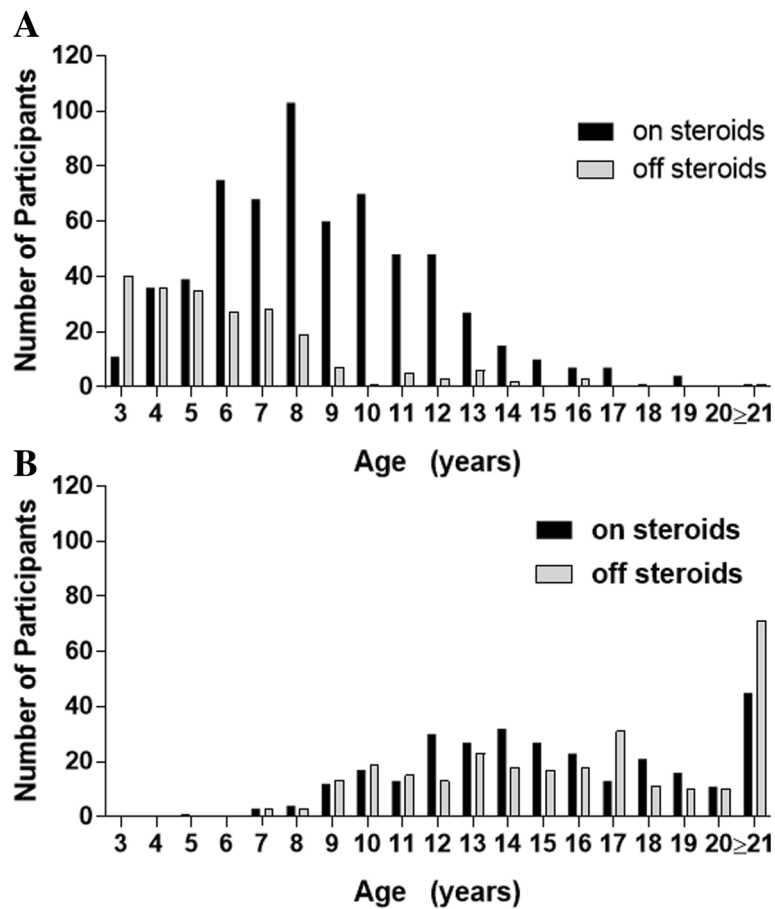 A
120
100
80
60
40
20
0
Number of Participants
on steroids
off steroids
3 4 5 6 7 8 9 10 11 12 13 14 15 16 17 18 19 20 ≥21
Age (years)
B
120
100
80
60
40
20
0
Number of Participants
on steroids
off steroids
3 4 5 6 7 8 9 10 11 12 13 14 15 16 17 18 19 20 ≥21
Age (years)